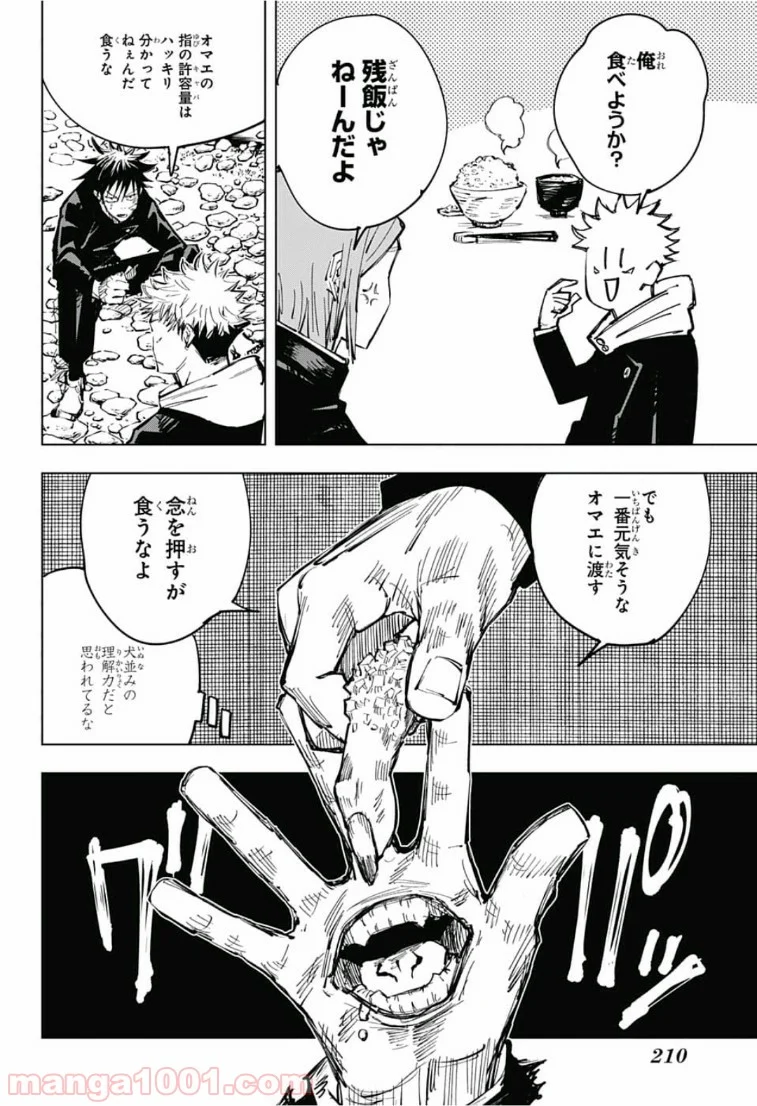 俺
食べようか？
残飯じゃ
ねーんだよ
オマエの
指の許容量は
ハッキリ
分かって
ねぇんだ
食うな
でも
一番元気そうな
オマエに渡す
念を押すが
食うなよ
犬並みの
理解力だと
思われてるな
グパッ
210
manga1001.com